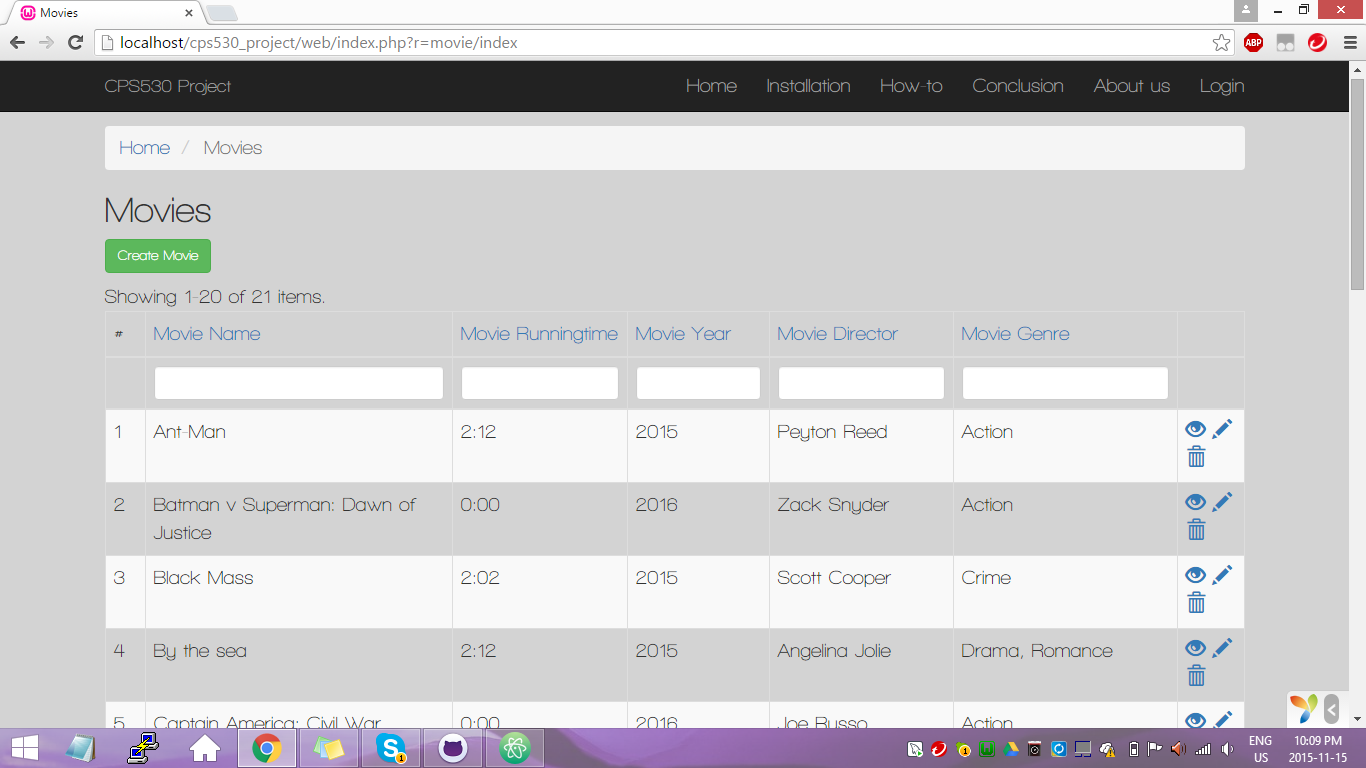 Movies
localhost/cps530_project/web/index.php?r=movie/index
ABP
CPS530 Project Home Installation How-to Conclusion About us Login
Home / Movies
Movies
Create Movie
Showing 1-20 of 21 items.
# Movie Name Movie Runningtime Movie Year Movie Director Movie Genre
1 Ant-Man 2:12 2015 Peyton Reed Action
2 Batman v Superman: Dawn of Justice 0:00 2016 Zack Snyder Action
3 Black Mass 2:02 2015 Scott Cooper Crime
4 By the sea 2:12 2015 Angelina Jolie Drama, Romance
5 Captain America: Civil War 0:00 2016 Joe Russo Action
ENG 10:09 PM
US 2015-11-15